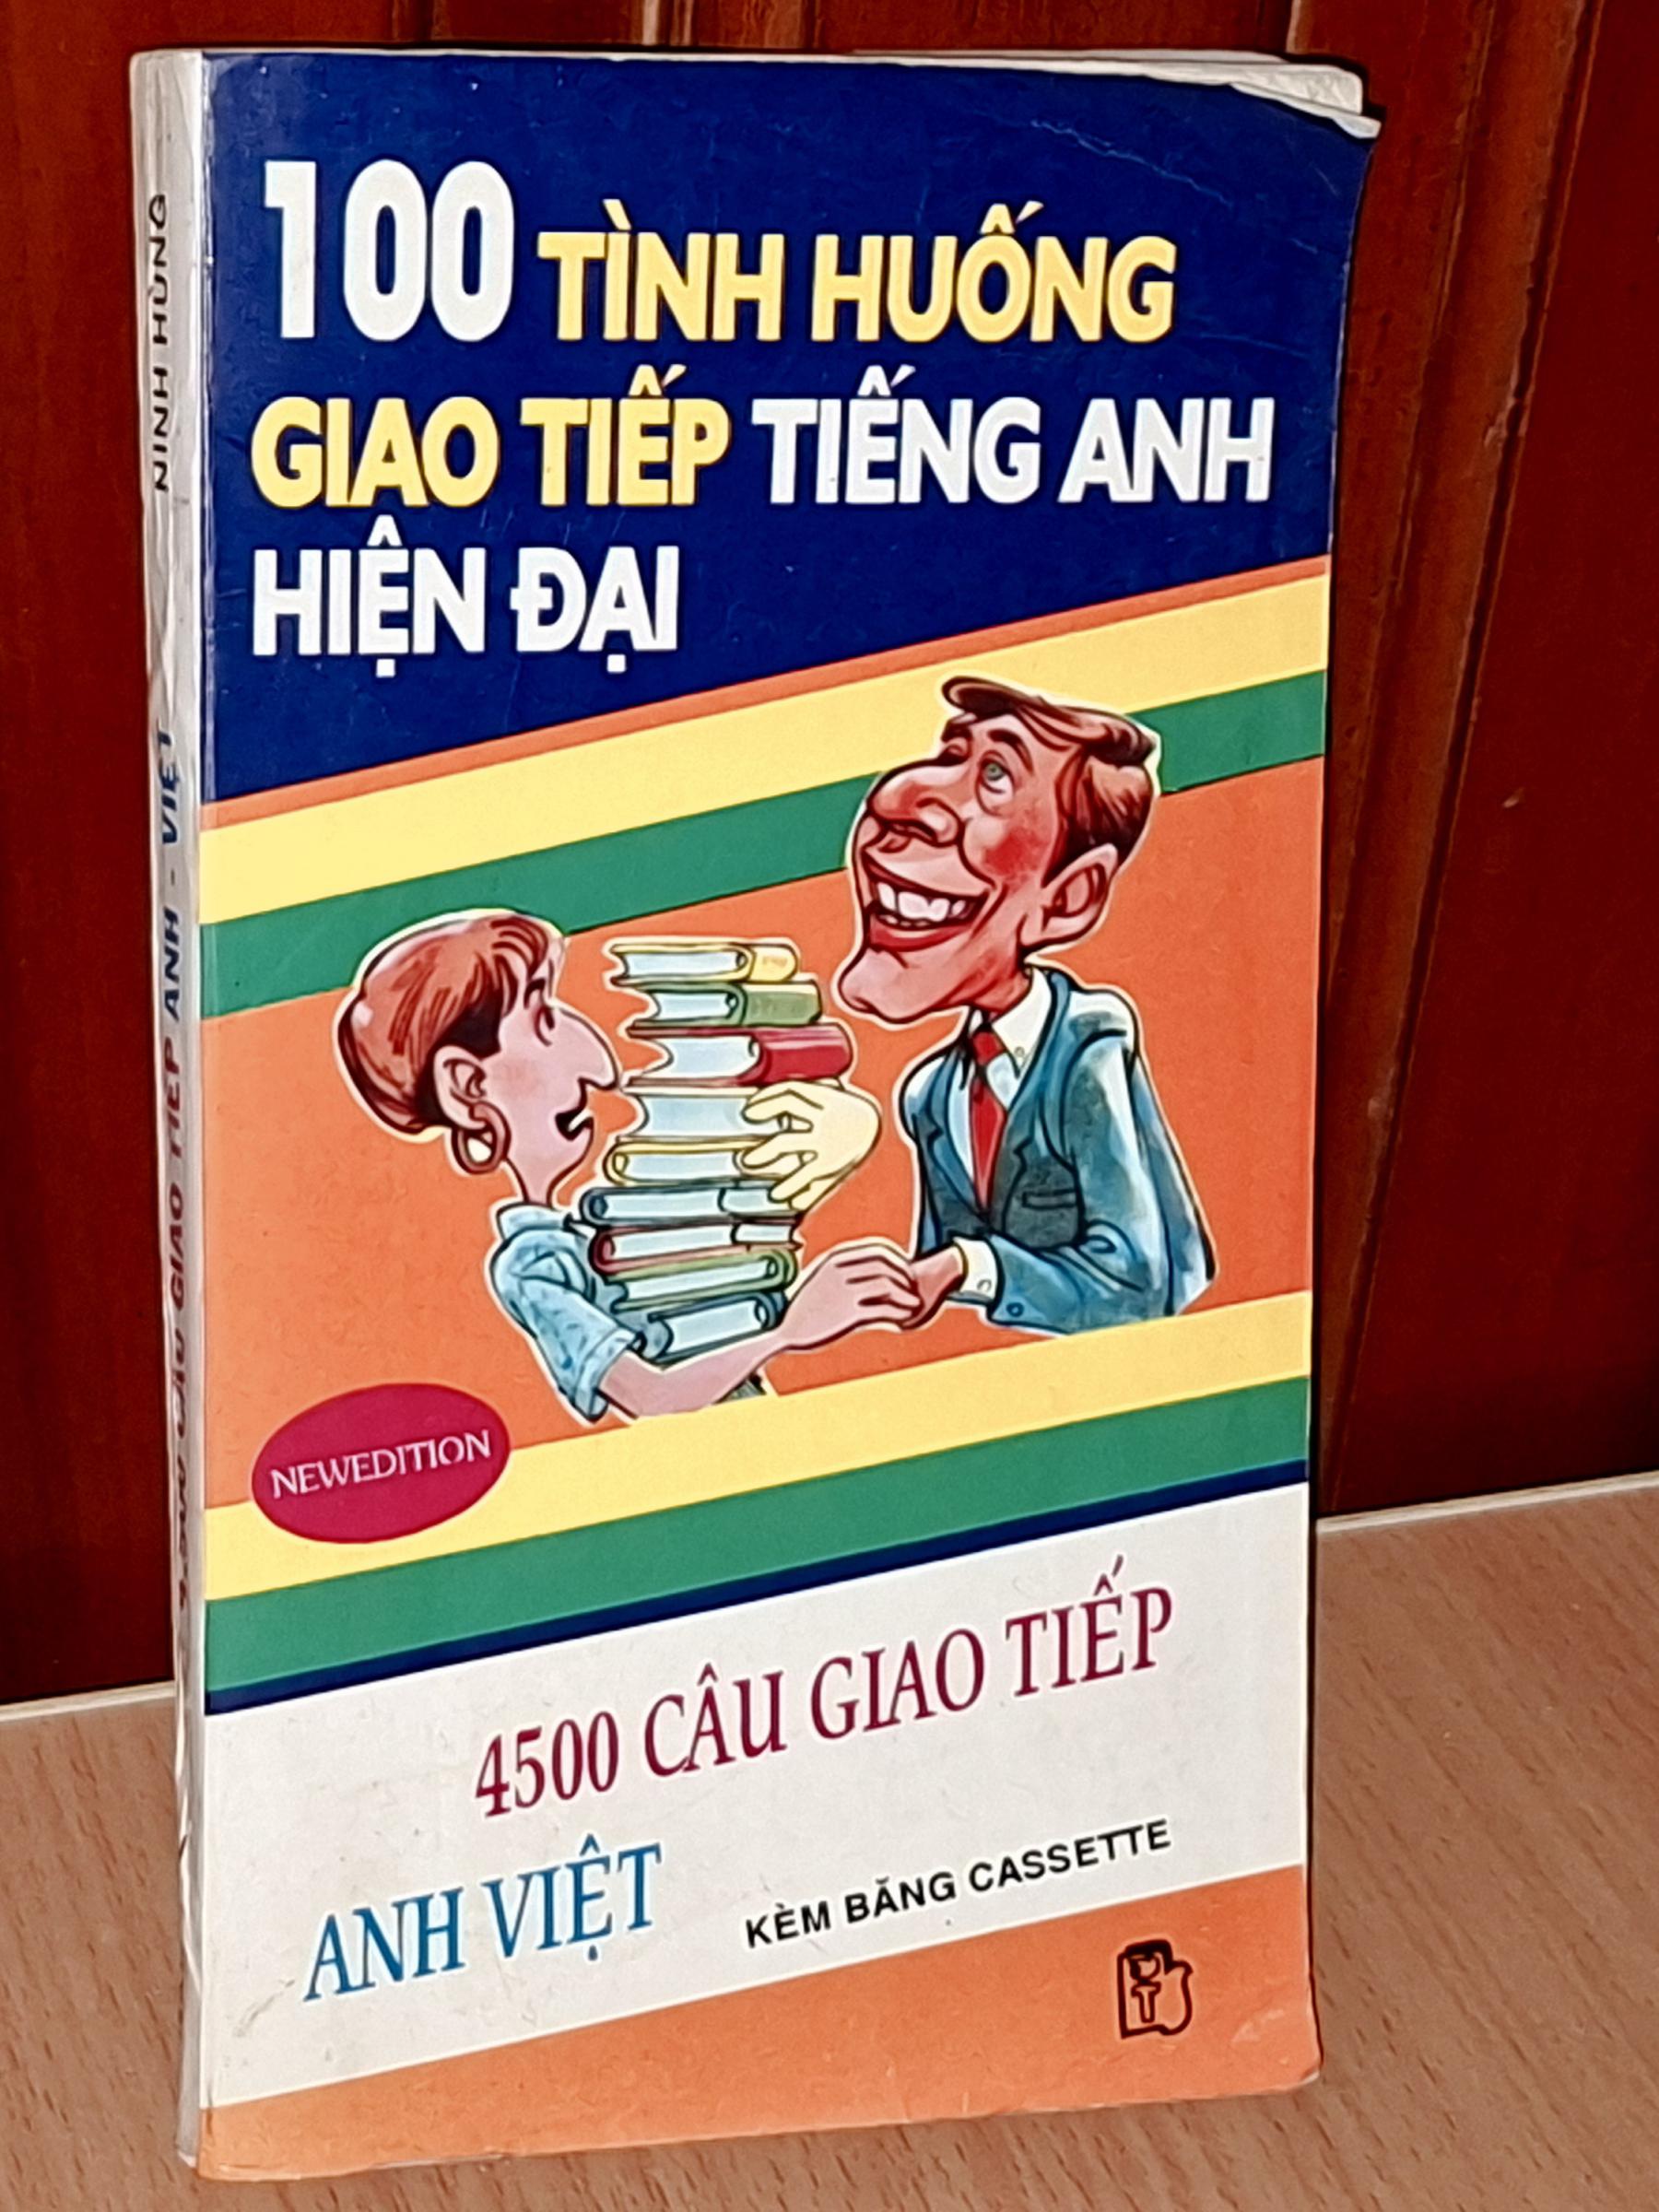 100 TÌNH HUỐNG
GIAO TIẾP TIẾNG ANH
HIỆN ĐẠI
NEWEDITION
4500 CÂU GIAO TIẾP
ANH VIỆT
KÈM BĂNG CASSETTE
NINH HÙNG
CÂU GIAO TIẾP ANH - VIỆT